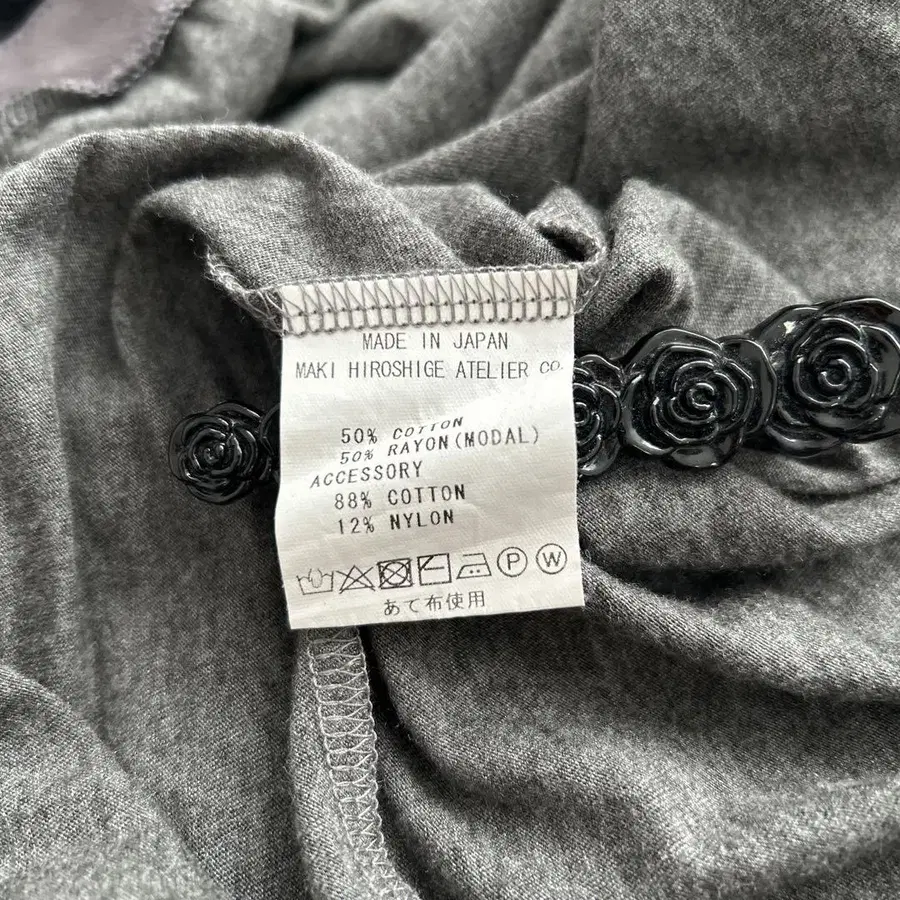 MADE IN JAPAN
MAKI HIROSHIGE ATELIER CO.
50% COTTON
50% RAYON(MODAL)
ACCESSORY
88% COTTON
12% NYLON
P W
あて布使用